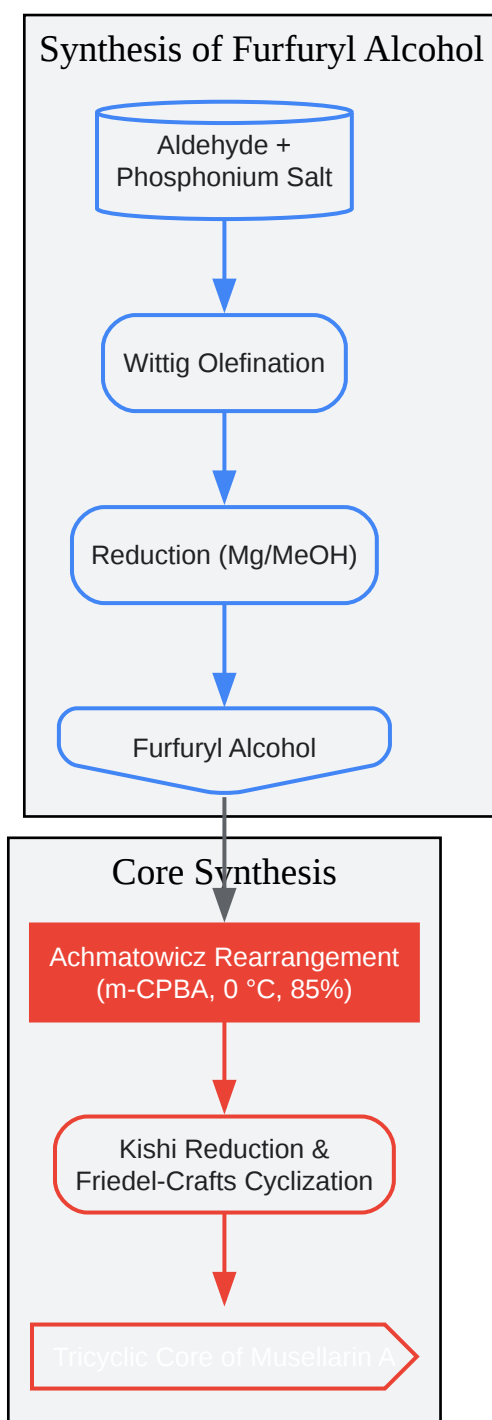 Synthesis of Furfuryl Alcohol
Aldehyde +
Phosphonium Salt
Wittig Olefination
Reduction (Mg/MeOH)
Furfuryl Alcohol
Core Synthesis
Achmatowicz Rearrangement
(m-CPBA, 0 °C, 85%)
Kishi Reduction &
Friedel-Crafts Cyclization
Tricyclic Core of Musellarin A